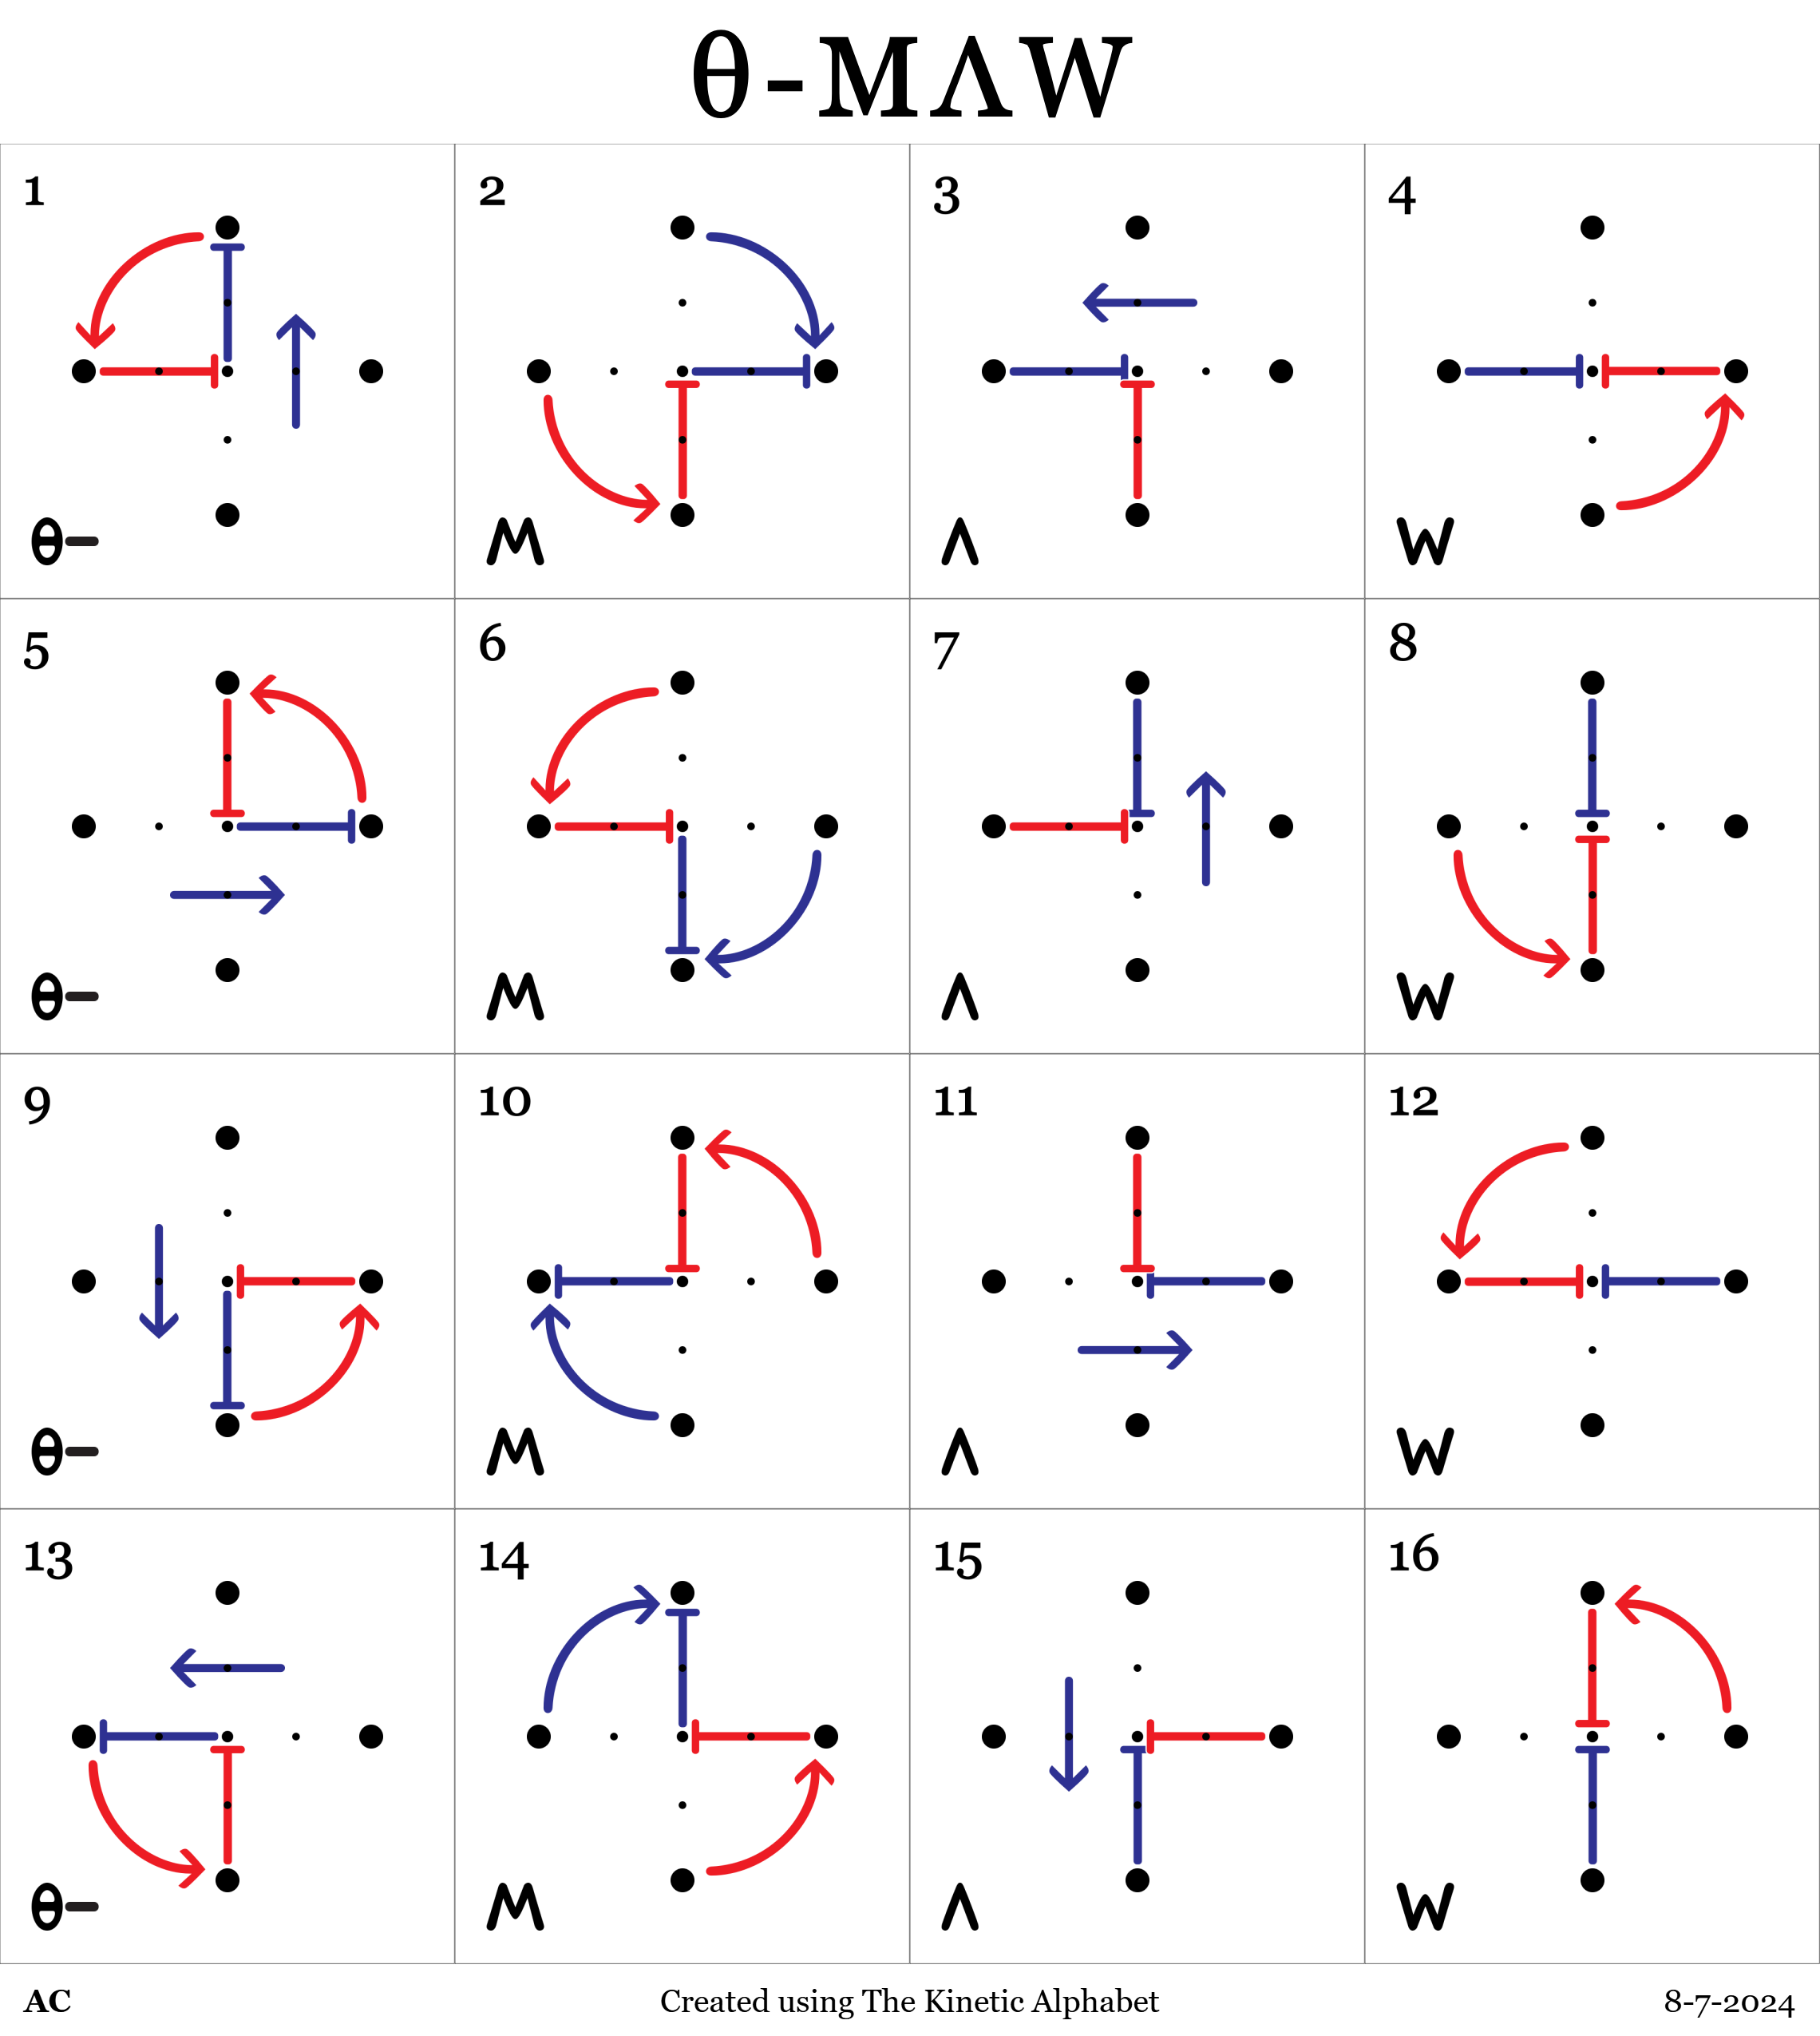 θ-MΛW
1 2 3 4
θ- M Λ W
5 6 7 8
θ- M Λ W
9 10 11 12
θ- M Λ W
13 14 15 16
θ- M Λ W
AC Created using The Kinetic Alphabet 8-7-2024